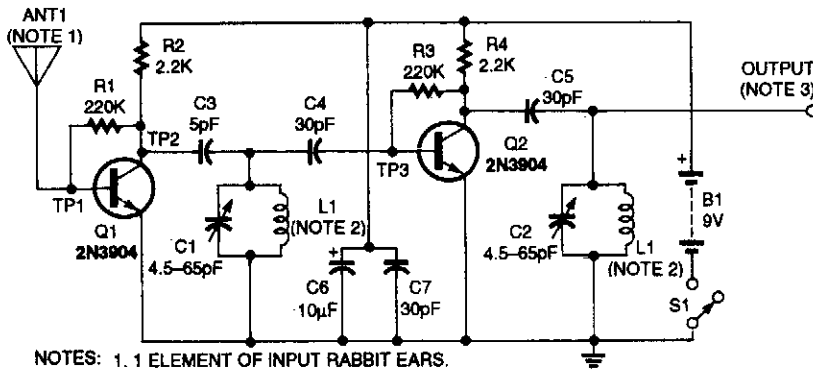 ANT1
(NOTE 1)
R1
220K
R2
2.2K
TP1
TP2
Q1
2N3904
C3
5pF
C4
30pF
C1
4.5–65pF
L1
(NOTE 2)
+
C6
10µF
C7
30pF
R3
220K
R4
2.2K
TP3
Q2
2N3904
C5
30pF
C2
4.5–65pF
L1
(NOTE 2)
OUTPUT
(NOTE 3)
+
B1
9V
S1
NOTES: 1. 1 ELEMENT OF INPUT RABBIT EARS.